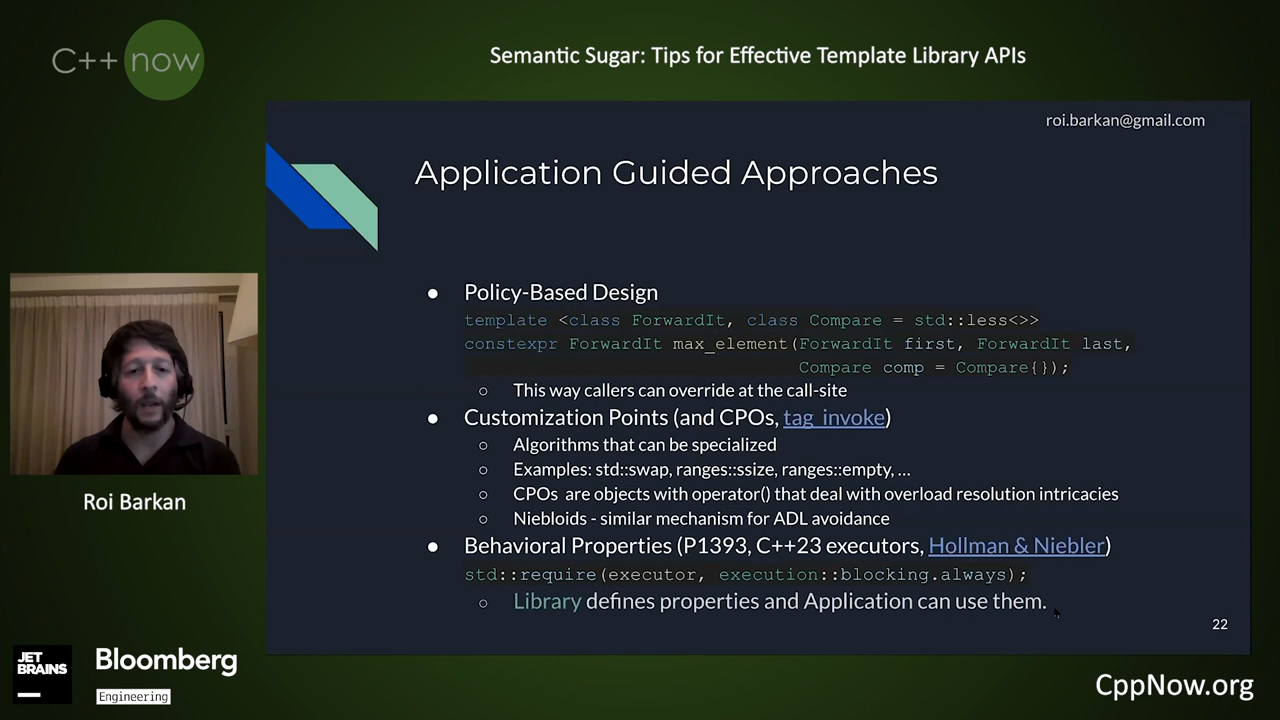 C++ now
Semantic Sugar: Tips for Effective Template Library APIs
roi.barkan@gmail.com
Application Guided Approaches
● Policy-Based Design
template <class ForwardIt, class Compare = std::less<>>
constexpr ForwardIt max_element(ForwardIt first, ForwardIt last,
Compare comp = Compare{});
○ This way callers can override at the call-site
● Customization Points (and CPOs, tag_invoke)
○ Algorithms that can be specialized
○ Examples: std::swap, ranges::ssize, ranges::empty, ...
○ CPOs are objects with operator() that deal with overload resolution intricacies
○ Niebloids - similar mechanism for ADL avoidance
● Behavioral Properties (P1393, C++23 executors, Hollman & Niebler)
std::require(executor, execution::blocking.always);
○ Library defines properties and Application can use them.
22
Roi Barkan
JET
BRAINS
Bloomberg
Engineering
CppNow.org